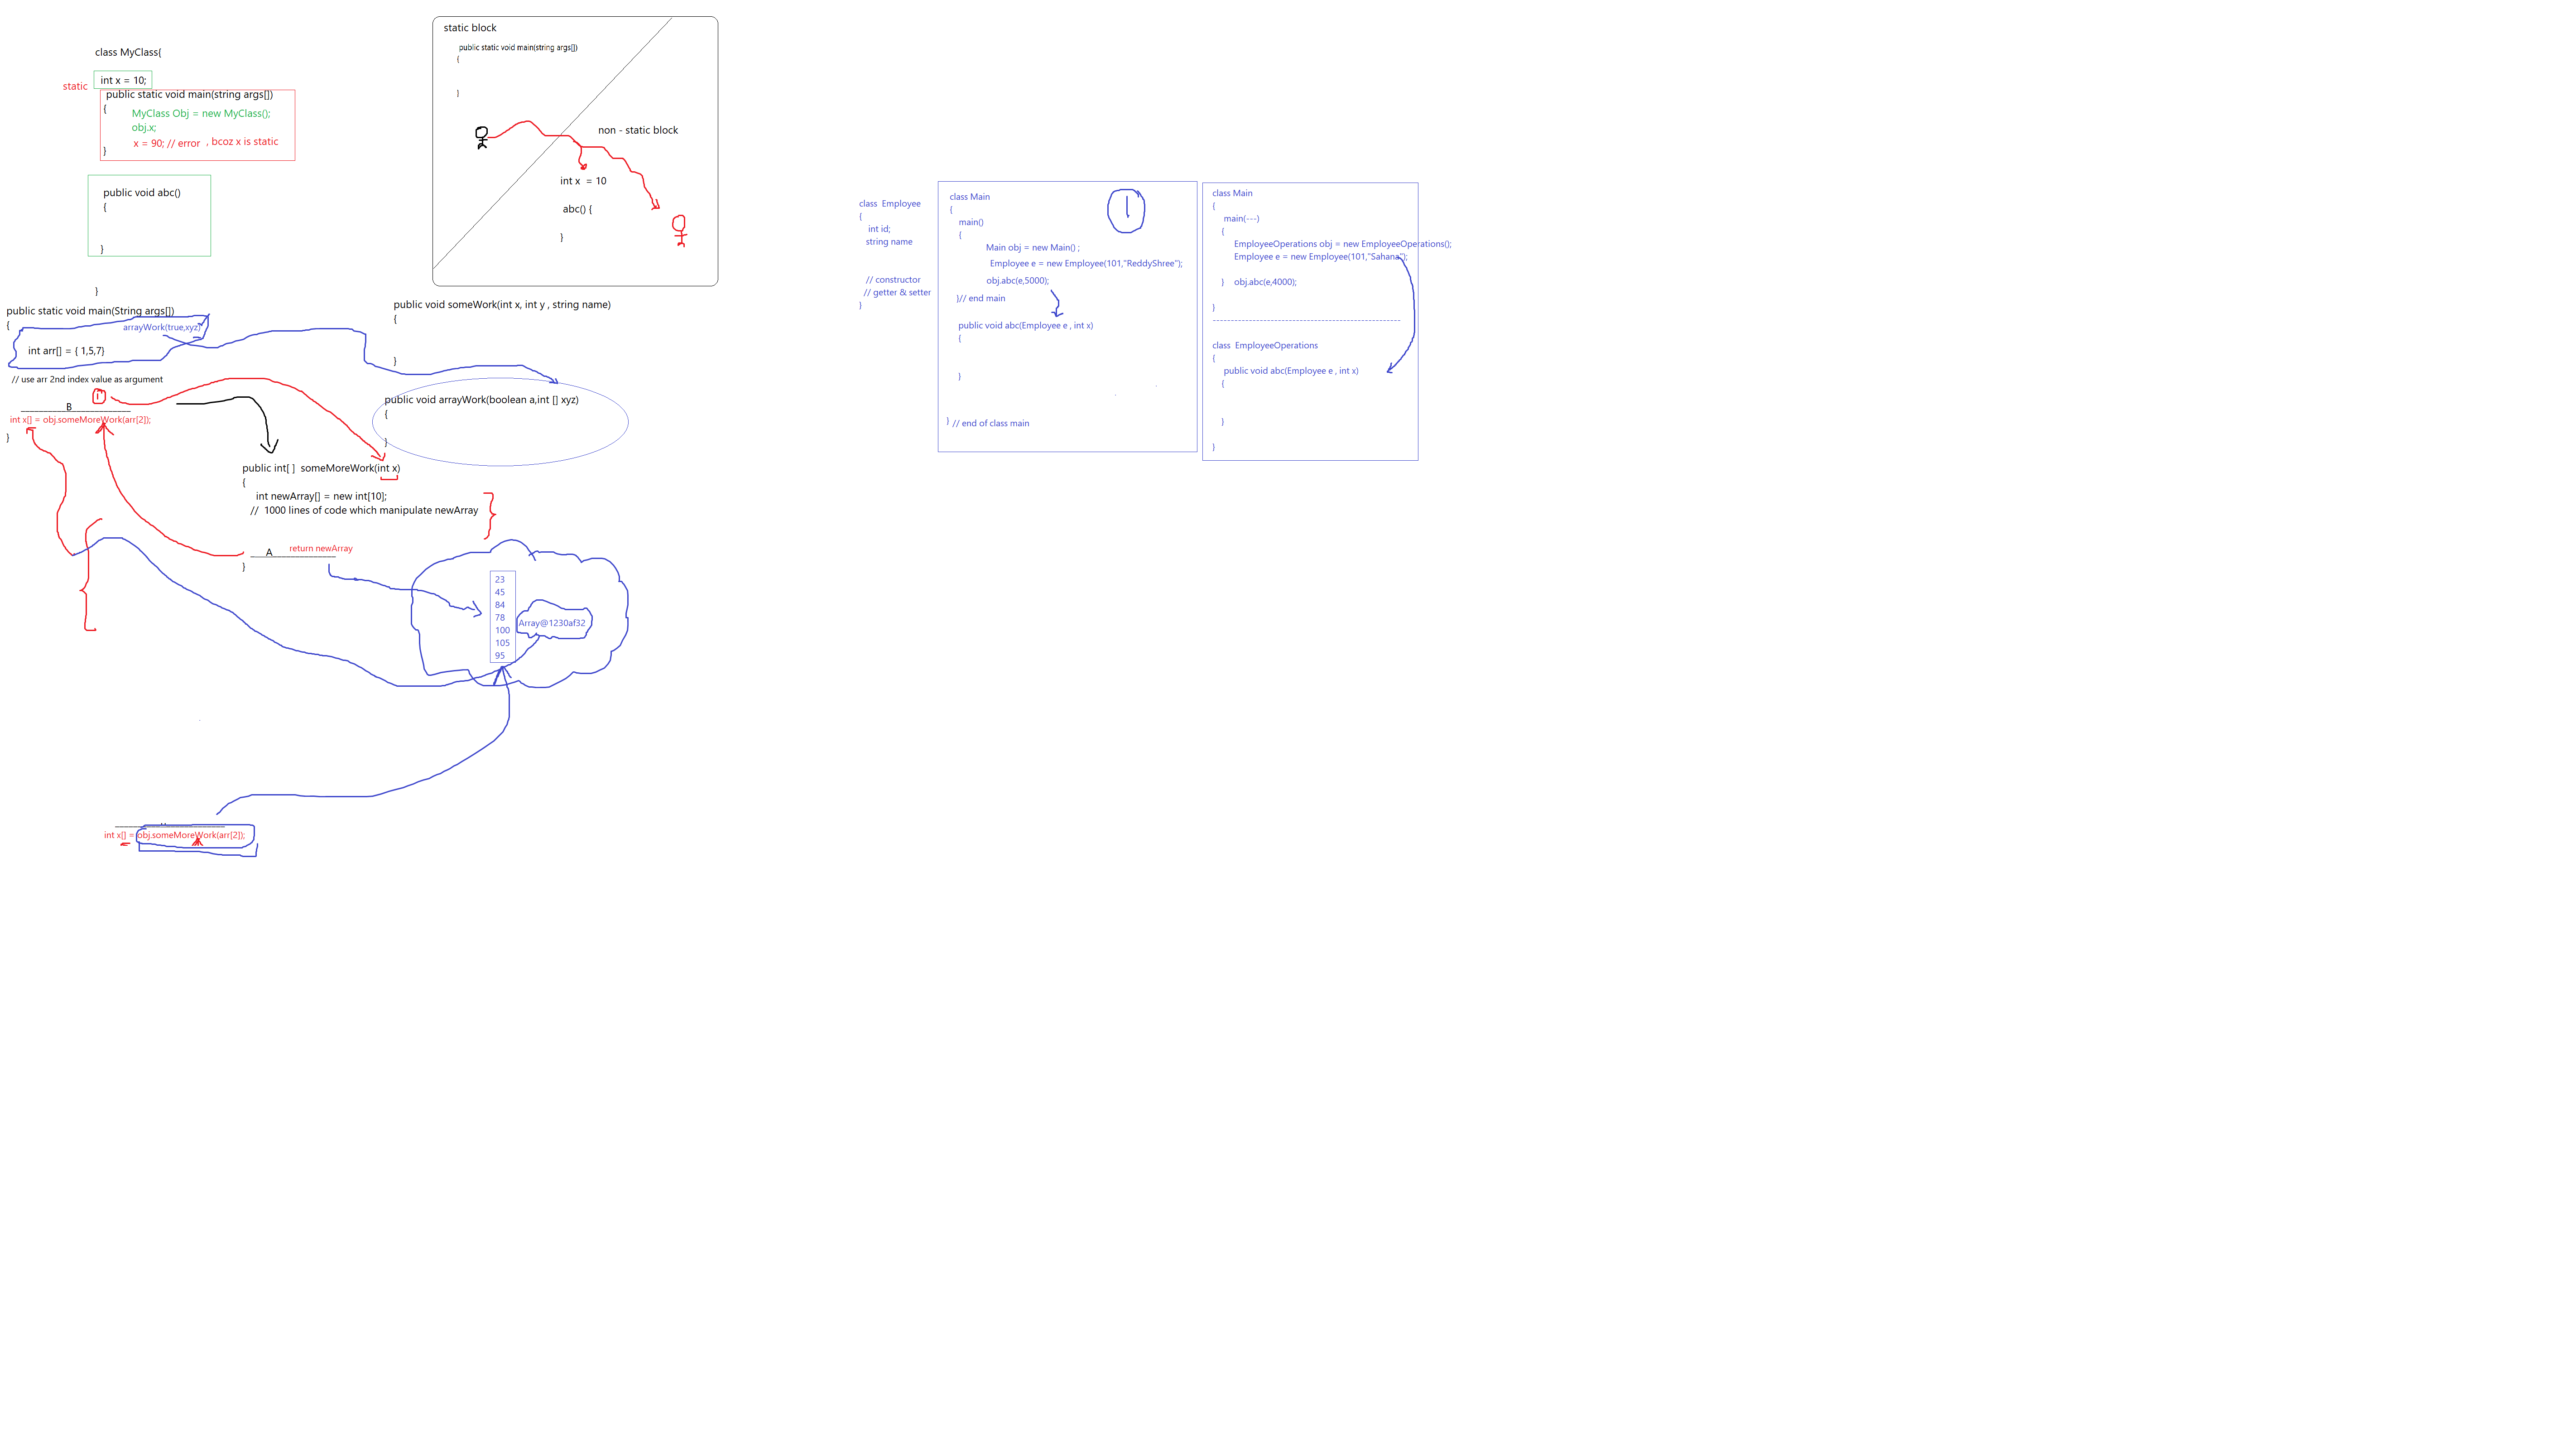 class MyClass{
static
int x = 10;
public static void main(string args[])
{
MyClass Obj = new MyClass();
obj.x;
x = 90; // error , bcoz x is static
}
public void abc()
{
}
}
static block
public static void main(string args[])
{
}
non - static block
int x = 10
abc() {
}
public static void main(String args[])
{
arrayWork(true,xyz)
int arr[] = { 1,5,7}
// use arr 2nd index value as argument
1
B
int x[] = obj.someMoreWork(arr[2]);
}
public void someWork(int x, int y , string name)
{
}
public void arrayWork(boolean a,int [] xyz)
{
}
public int[ ] someMoreWork(int x)
{
int newArray[] = new int[10];
// 1000 lines of code which manipulate newArray
A return newArray
}
23
45
84
78
100
105
95
Array@1230af32
int x[] = obj.someMoreWork(arr[2]);
class Employee
{
int id;
string name
// constructor
// getter & setter
}
class Main
{
main()
{
Main obj = new Main() ;
Employee e = new Employee(101,"ReddyShree");
obj.abc(e,5000);
}// end main
public void abc(Employee e , int x)
{
}
} // end of class main
1
class Main
{
main(---)
{
EmployeeOperations obj = new EmployeeOperations();
Employee e = new Employee(101,"Sahana");
} obj.abc(e,4000);
}
----------------------------------------------------
class EmployeeOperations
{
public void abc(Employee e , int x)
{
}
}